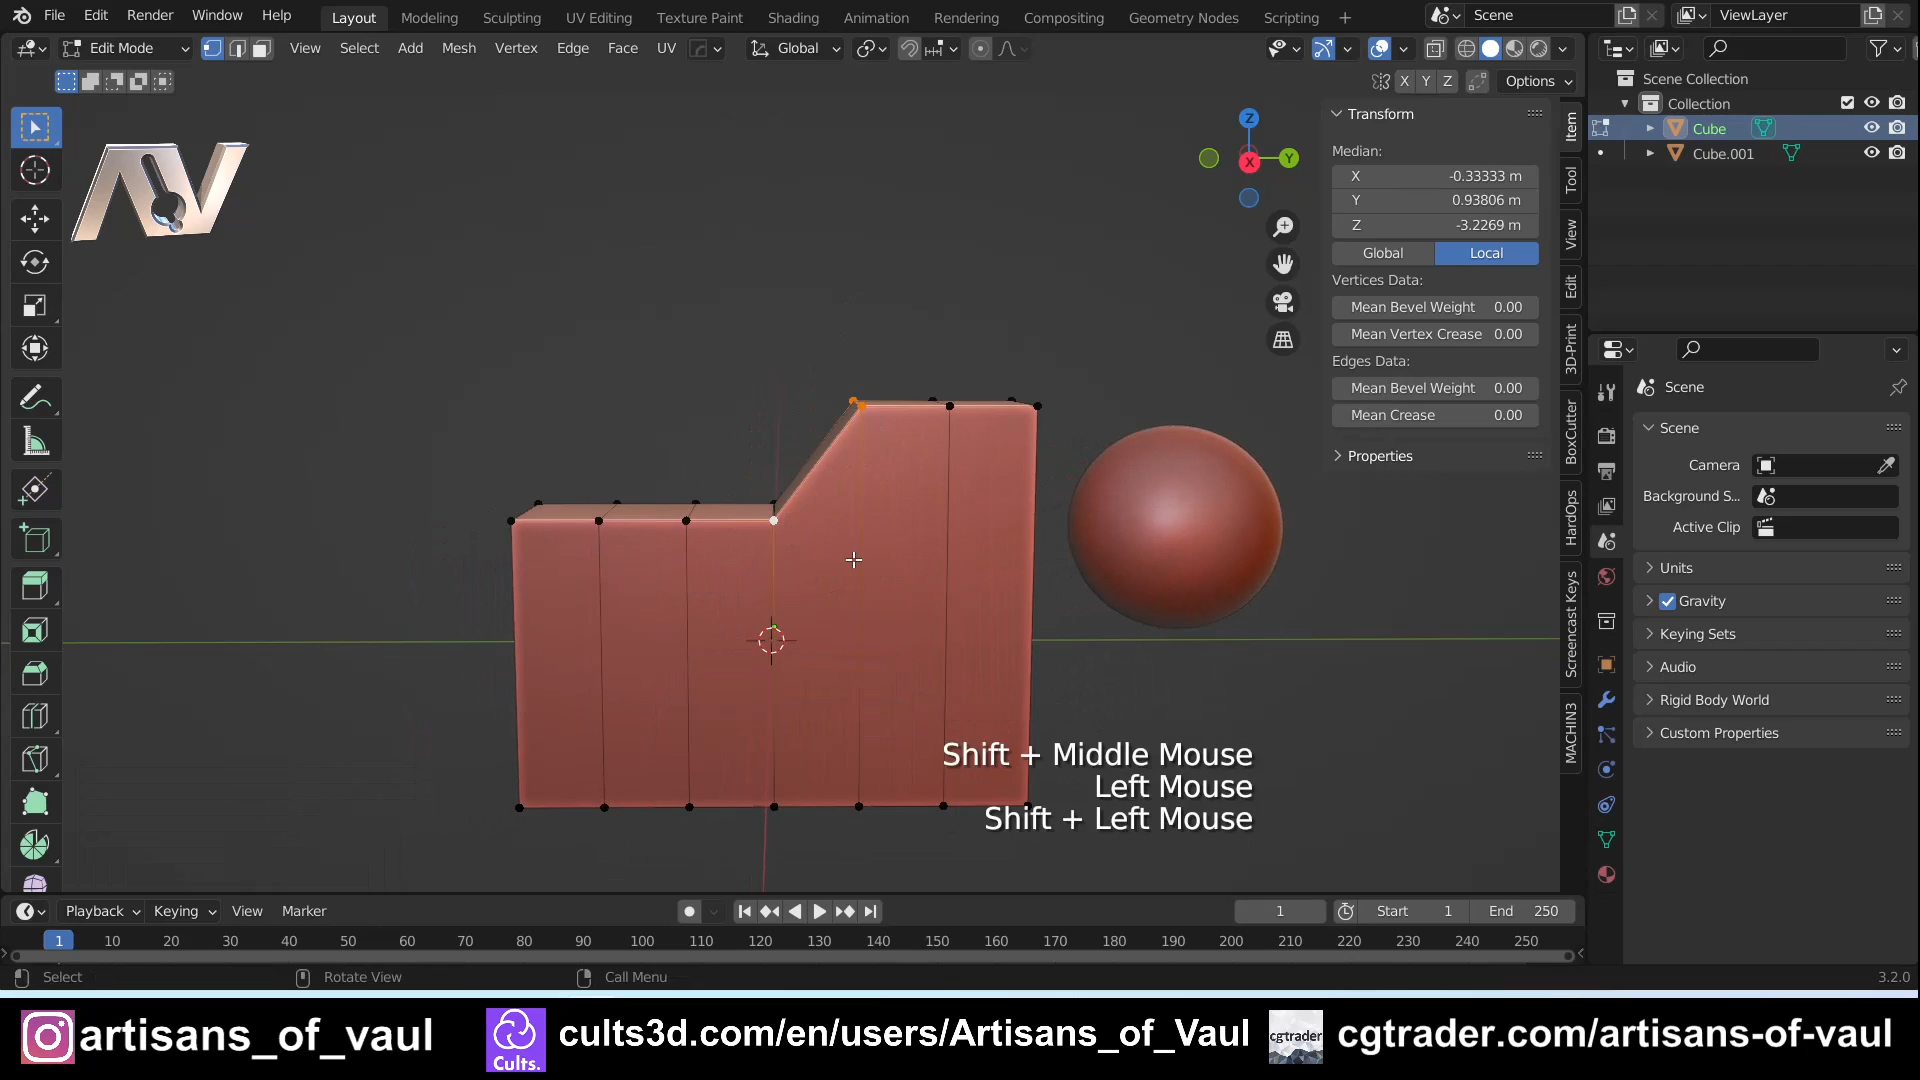 File Edit Render Window Help Layout Modeling Sculpting UV Editing Texture Paint Shading Animation Rendering Compositing Geometry Nodes Scripting + Scene ViewLayer
Edit Mode View Select Add Mesh Vertex Edge Face UV Global
X Y Z Options
Scene Collection
Collection
Cube
Cube.001
Z
Y
X
Transform
Median:
X -0.33333 m
Y 0.93806 m
Z -3.2269 m
Global Local
Vertices Data:
Mean Bevel Weight 0.00
Mean Vertex Crease 0.00
Edges Data:
Mean Bevel Weight 0.00
Mean Crease 0.00
Properties
Item
Tool
View
Edit
3D-Print
BoxCutter
HardOps
Screencast Keys
MACHIN3
Scene
Scene
Camera
Background S...
Active Clip
Units
Gravity
Keying Sets
Audio
Rigid Body World
Custom Properties
AV
Shift + Middle Mouse
Left Mouse
Shift + Left Mouse
Playback Keying View Marker 1 Start 1 End 250
1 10 20 30 40 50 60 70 80 90 100 110 120 130 140 150 160 170 180 190 200 210 220 230 240 250
Select Rotate View Call Menu 3.2.0
artisans_of_vaul Cults. cults3d.com/en/users/Artisans_of_Vaul cgtrader cgtrader.com/artisans-of-vaul